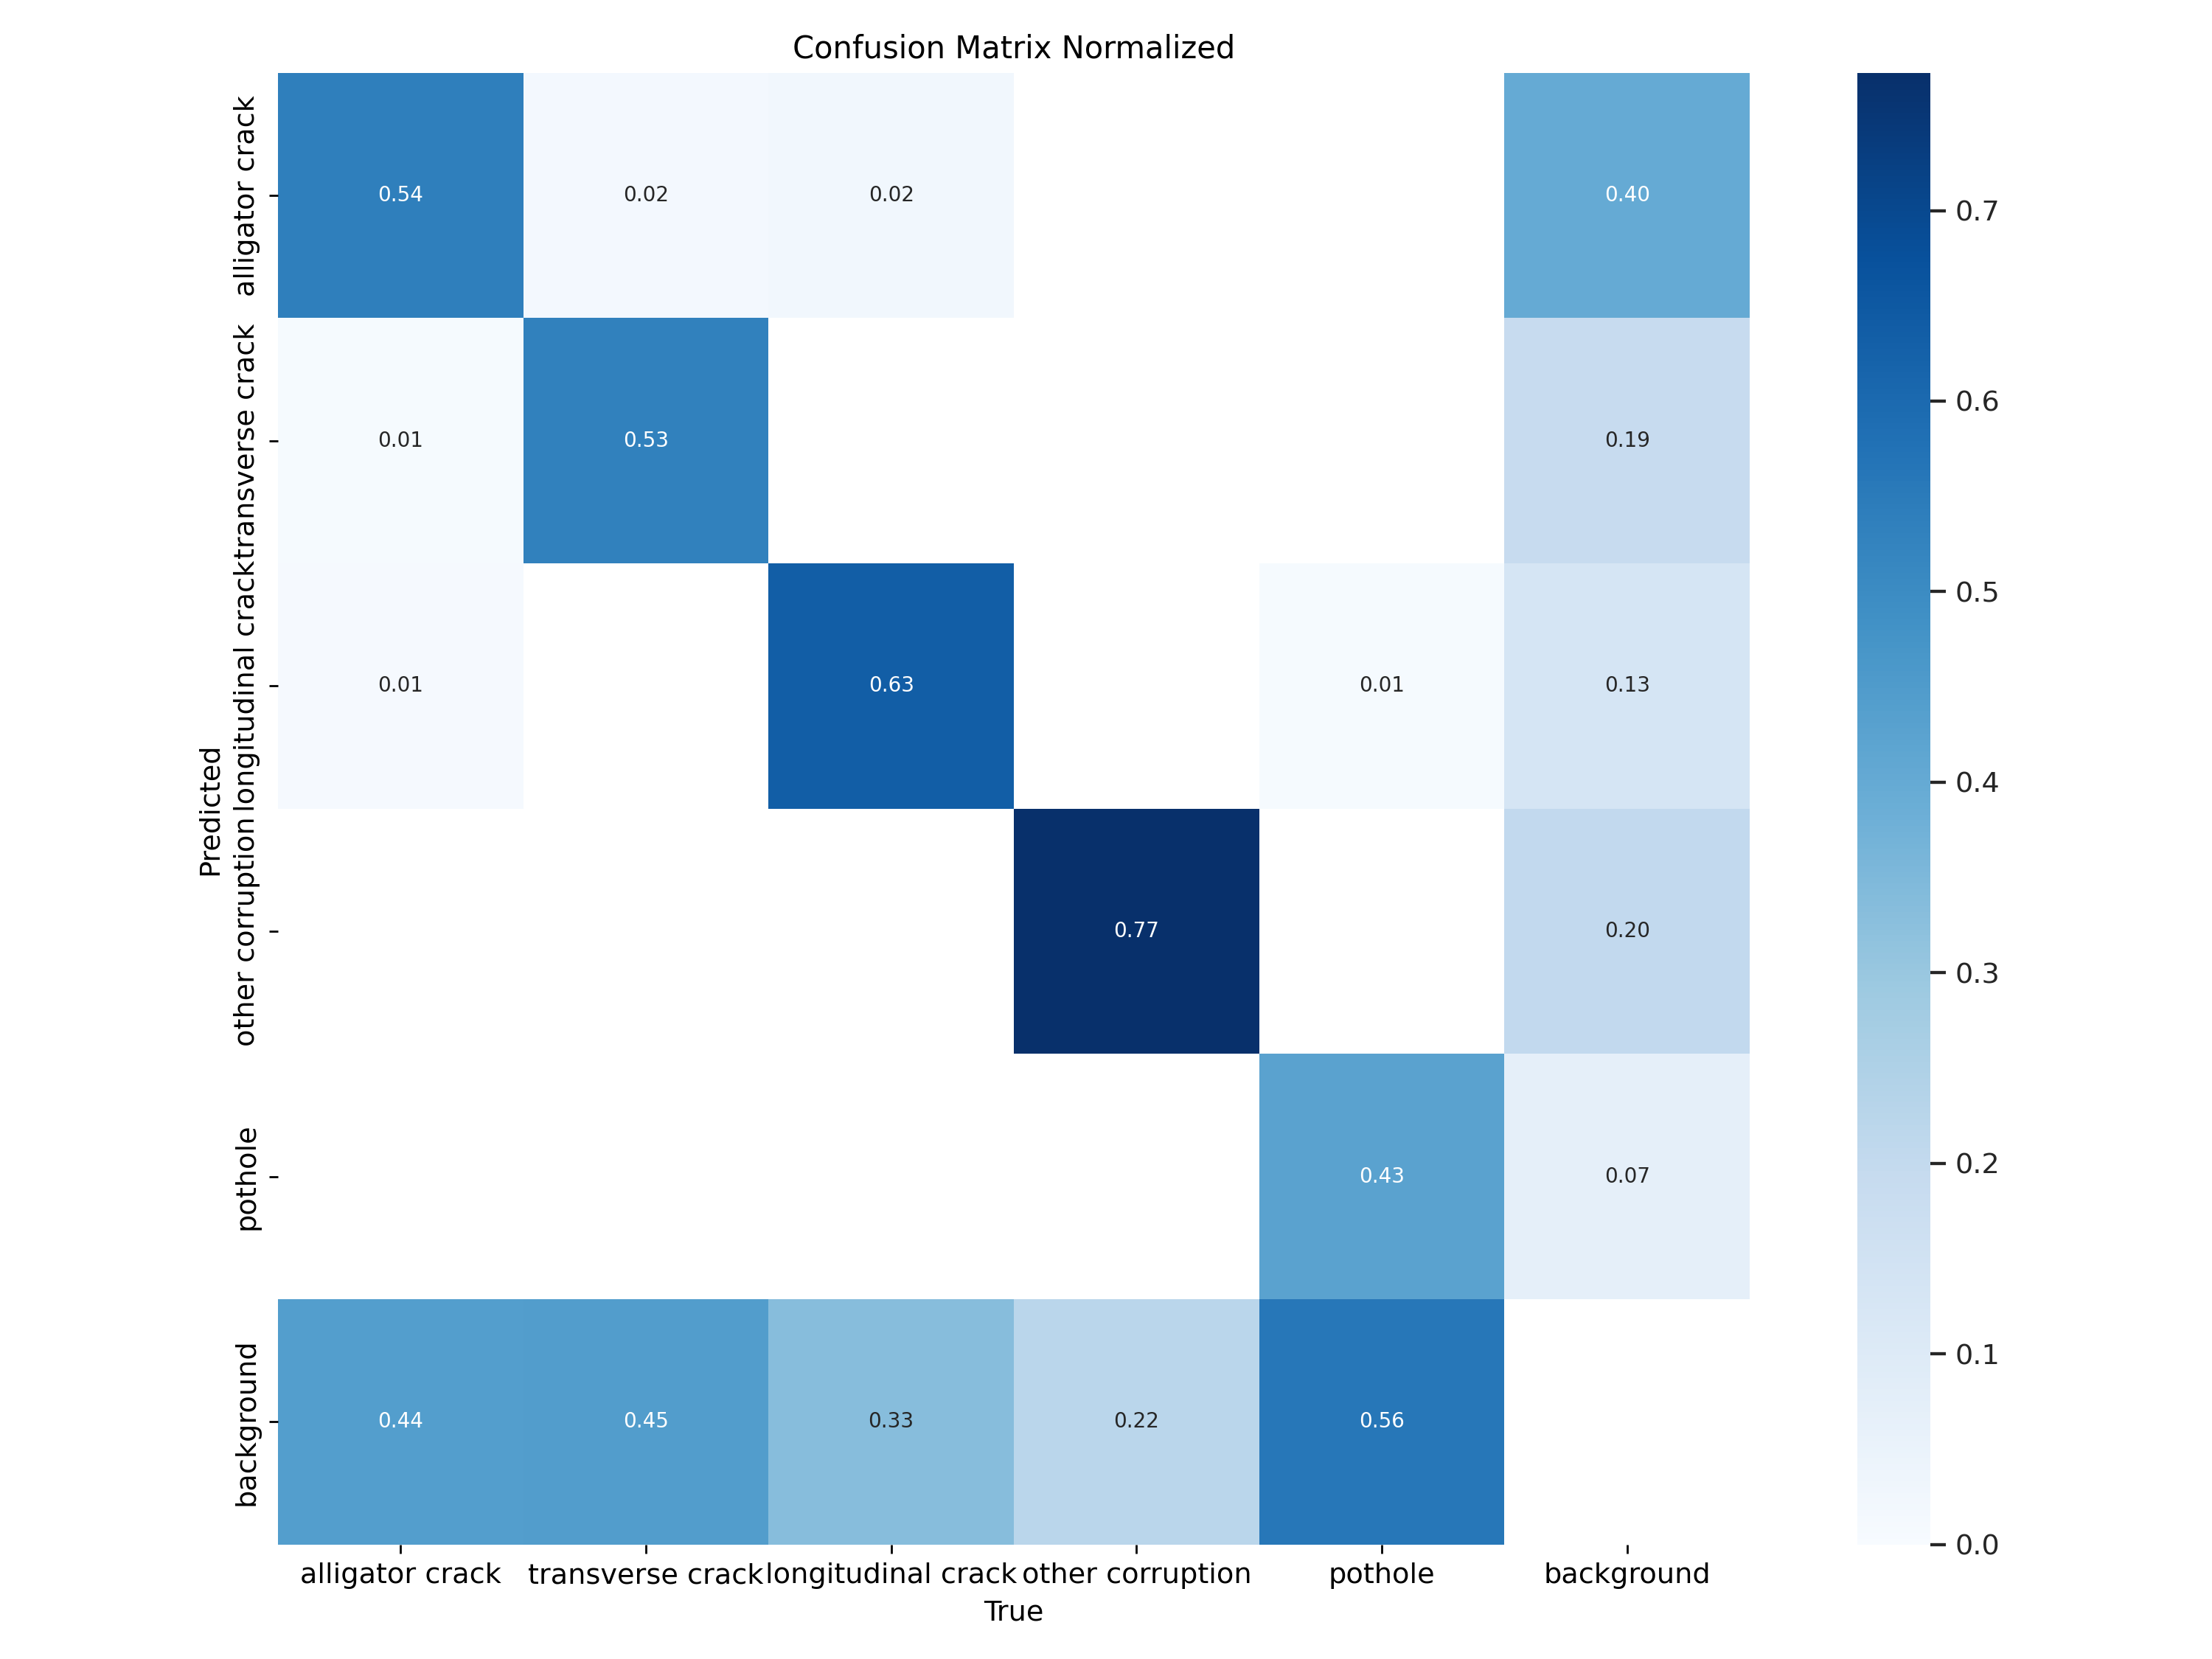 Confusion Matrix Normalized
alligator crack
0.54 0.02 0.02 0.40
0.7
0.6
transverse crack
0.01 0.53 0.19
0.5
longitudinal crack
0.01 0.63 0.01 0.13
0.4
Predicted
other corruption
0.77 0.20
0.3
0.2
pothole
0.43 0.07
0.1
background
0.44 0.45 0.33 0.22 0.56
0.0
alligator crack transverse crack longitudinal crack other corruption pothole background
True